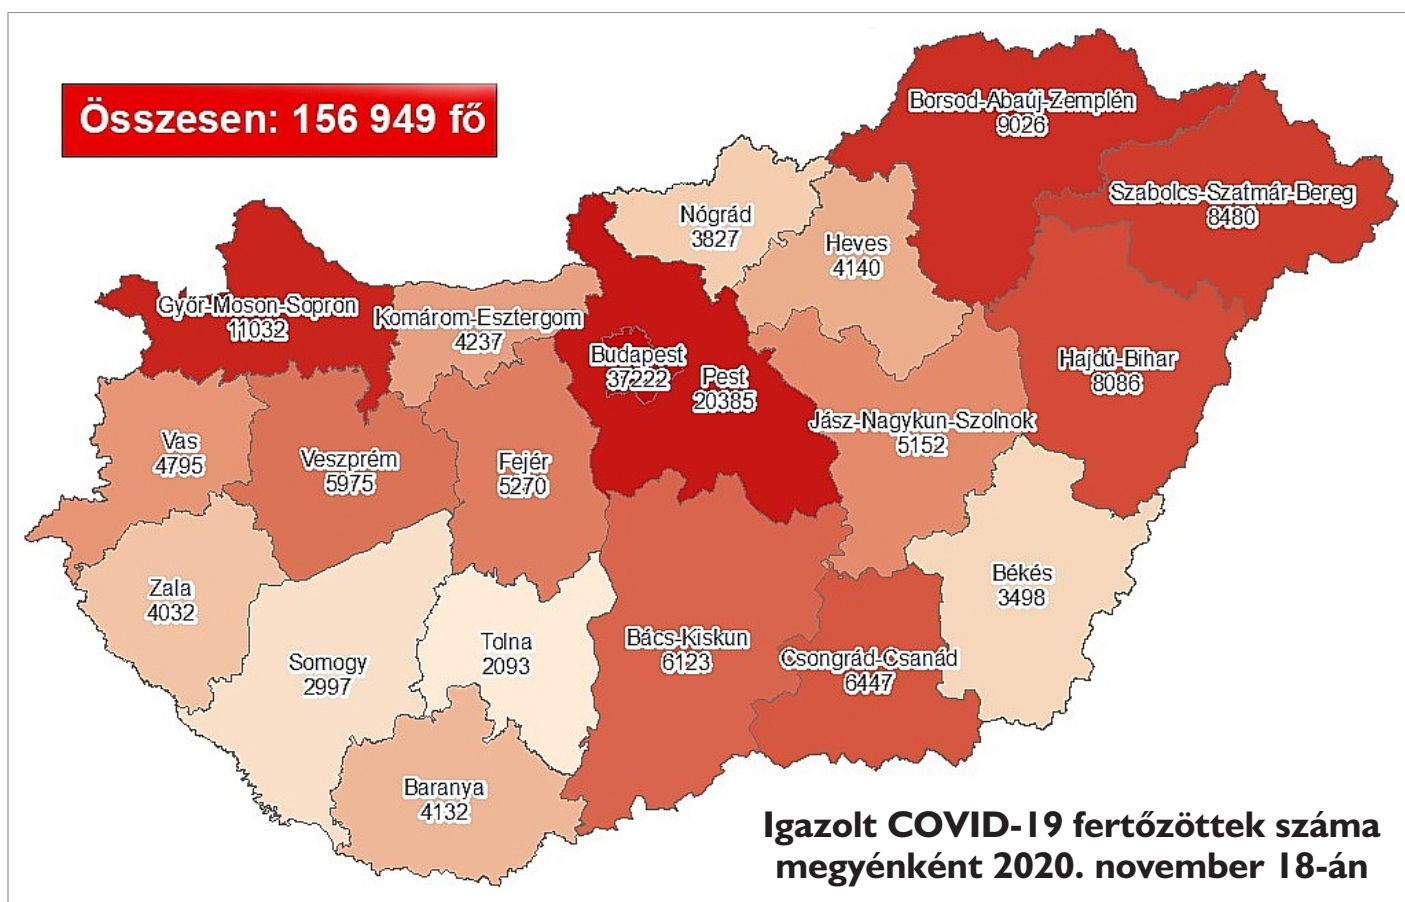 Összesen: 156 949 fő
Borsod-Abaúj-Zemplén
9026
Szabolcs-Szatmár-Bereg
8480
Nógrád
3827
Heves
4140
Győr-Moson-Sopron
11032
Komárom-Esztergom
4237
Budapest
37222
Pest
20385
Hajdú-Bihar
8086
Jász-Nagykun-Szolnok
5152
Vas
4795
Veszprém
5975
Fejér
5270
Zala
4032
Békés
3498
Somogy
2997
Tolna
2093
Bács-Kiskun
6123
Csongrád-Csanád
6447
Baranya
4132
Igazolt COVID-19 fertőzöttek száma
megyénként 2020. november 18-án